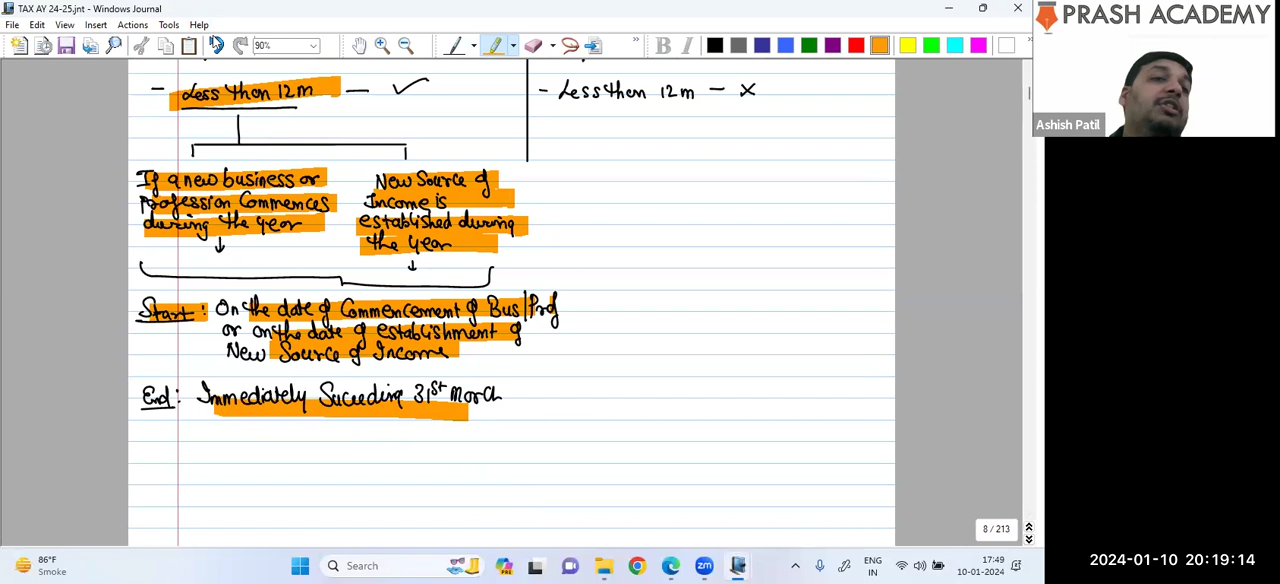 TAX AY 24-25.jnt - Windows Journal
File Edit View Insert Actions Tools Help
PRASH ACADEMY
90%
- Less than 12m -
- Less than 12m - x
Ashish Patil
If a new business or
Profession Commences
during the year
New Source of
Income is
established during
the year
Start: On the date of Commencement of Bus/Prof
or on the date of establishment of
New Source of Income
End: Immediately Suceeding 31st March
8 / 213
86°F
Smoke
Search
PRE
ENG
IN
17:49
10-01-2024
2024-01-10 20:19:14